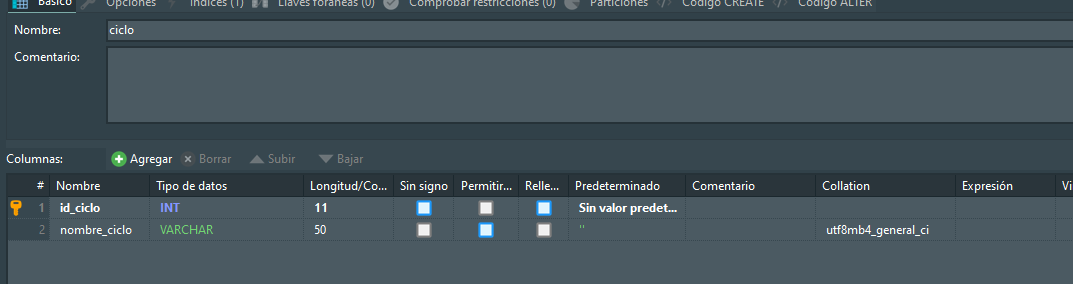 Básico Opciones Índices (1) Llaves foráneas (0) Comprobar restricciones (0) Particiones Código CREATE Código ALTER
Nombre: ciclo
Comentario:
Columnas: Agregar Borrar Subir Bajar
# Nombre Tipo de datos Longitud/Co... Sin signo Permitir... Relle... Predeterminado Comentario Collation Expresión Vi
1 id_ciclo INT 11 Sin valor predet...
2 nombre_ciclo VARCHAR 50 '' utf8mb4_general_ci